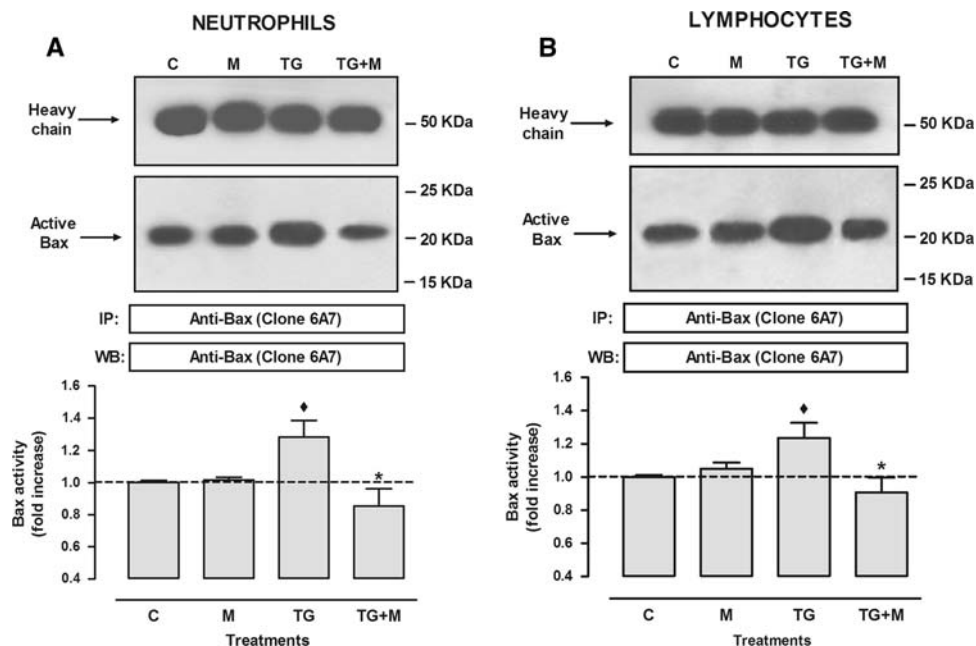 NEUTROPHILS
A
C M TG TG+M
Heavy
chain
– 50 KDa
– 25 KDa
Active
Bax
– 20 KDa
– 15 KDa
IP: Anti-Bax (Clone 6A7)
WB: Anti-Bax (Clone 6A7)
Bax activity
(fold increase)
1.6
1.4
1.2
1.0
0.8
0.6
0.4
♦
*
C M TG TG+M
Treatments
LYMPHOCYTES
B
C M TG TG+M
Heavy
chain
– 50 KDa
– 25 KDa
Active
Bax
– 20 KDa
– 15 KDa
IP: Anti-Bax (Clone 6A7)
WB: Anti-Bax (Clone 6A7)
Bax activity
(fold increase)
1.6
1.4
1.2
1.0
0.8
0.6
0.4
♦
*
C M TG TG+M
Treatments